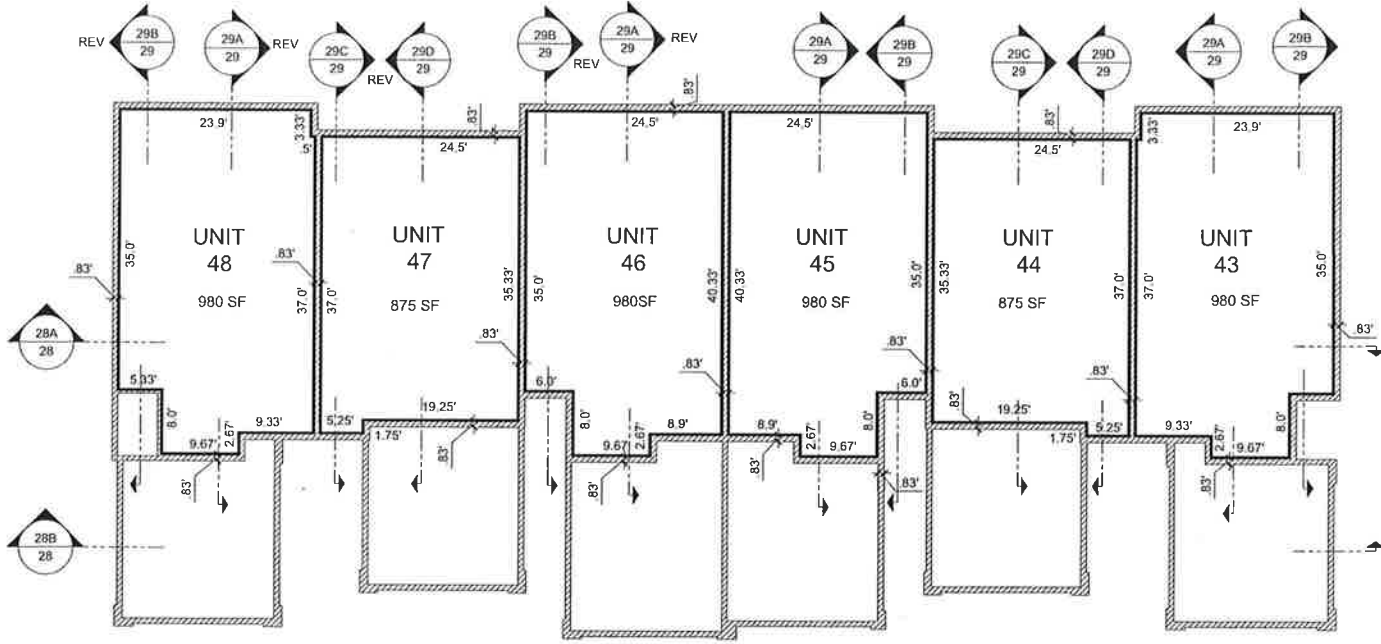 REV
29B
29
29A
29
REV
29C
29
REV
29D
29
29B
29
REV
29A
29
REV
29A
29
29B
29
29C
29
29D
29
29A
29
29B
29
23,9'
3.33'
.5'
.83'
24,5'
24,5'
.83'
24,5'
.83'
24,5'
3.33'
23,9'
UNIT
48
980 SF
UNIT
47
875 SF
UNIT
46
980SF
UNIT
45
980 SF
UNIT
44
875 SF
UNIT
43
980 SF
35.0'
.83'
37.0'
.83'
37.0'
35.33'
35.0'
40.33'
40.33'
35.0'
35.33'
37.0'
37.0'
35.0'
.83'
28A
28
.83'
.83'
.83'
.83'
5.33'
8.0'
9.67'
2.67'
9.33'
.83'
5,25'
1.75'
19.25'
.83'
6.0'
8.0'
9.67'
2.67'
8.9'
.83'
8.9'
.83'
2.67'
9.67'
8.0'
6.0'
.83'
.83'
19.25'
1.75'
5.25'
9.33'
2.67'
9.67'
8.0'
.83'
28B
28